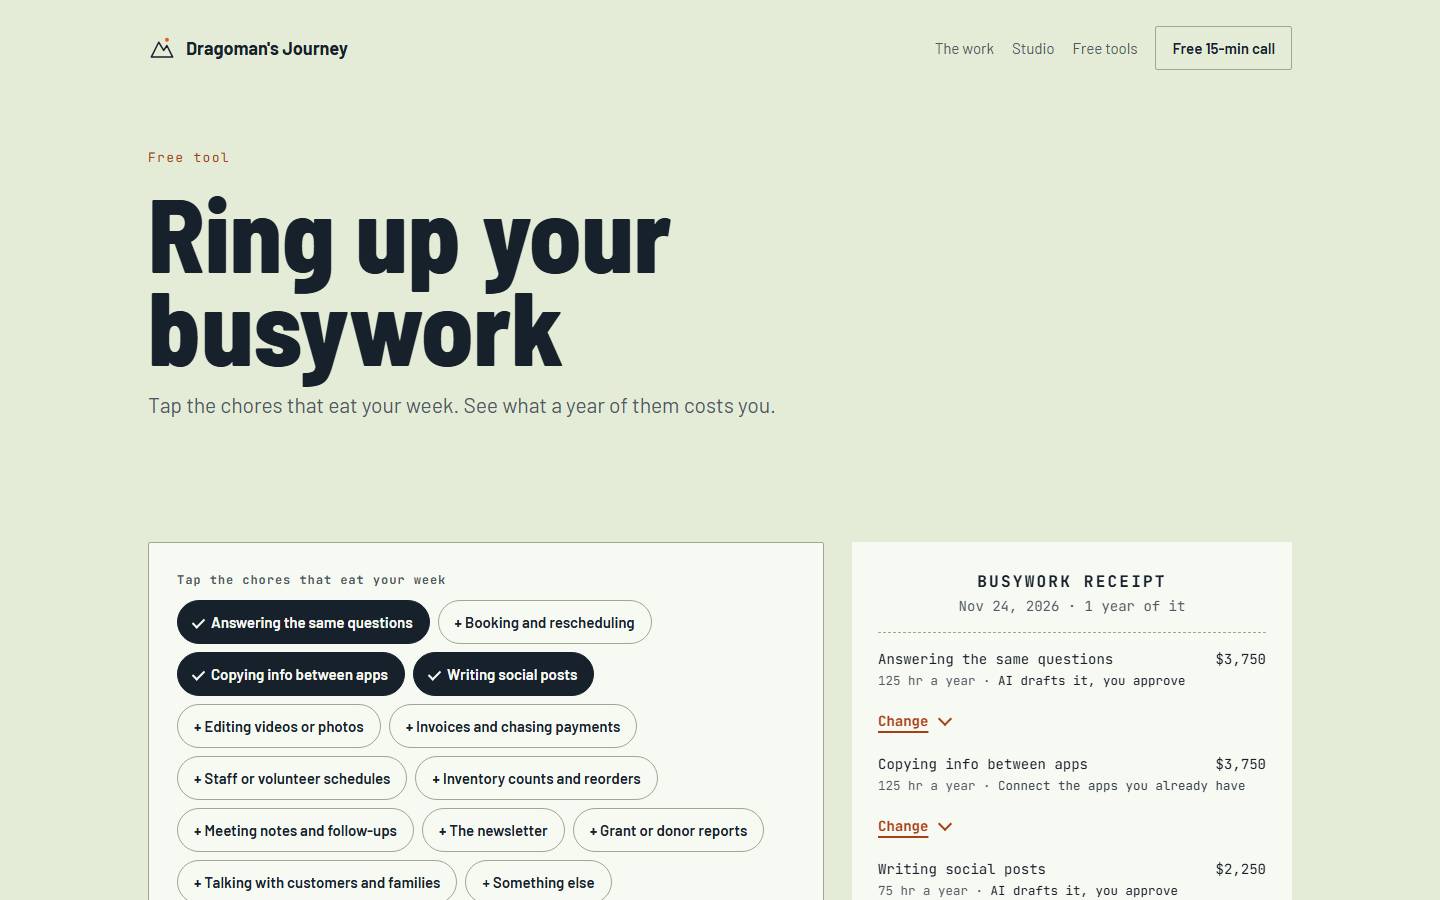 Dragoman's Journey
The work
Studio
Free tools
Free 15-min call
Free tool
Ring up your
busywork
Tap the chores that eat your week. See what a year of them costs you.
Tap the chores that eat your week
Answering the same questions
+ Booking and rescheduling
Copying info between apps
Writing social posts
+ Editing videos or photos
+ Invoices and chasing payments
+ Staff or volunteer schedules
+ Inventory counts and reorders
+ Meeting notes and follow-ups
+ The newsletter
+ Grant or donor reports
+ Talking with customers and families
+ Something else
BUSYWORK RECEIPT
Nov 24, 2026 · 1 year of it
Answering the same questions $3,750
125 hr a year · AI drafts it, you approve
Change
Copying info between apps $3,750
125 hr a year · Connect the apps you already have
Change
Writing social posts $2,250
75 hr a year · AI drafts it, you approve